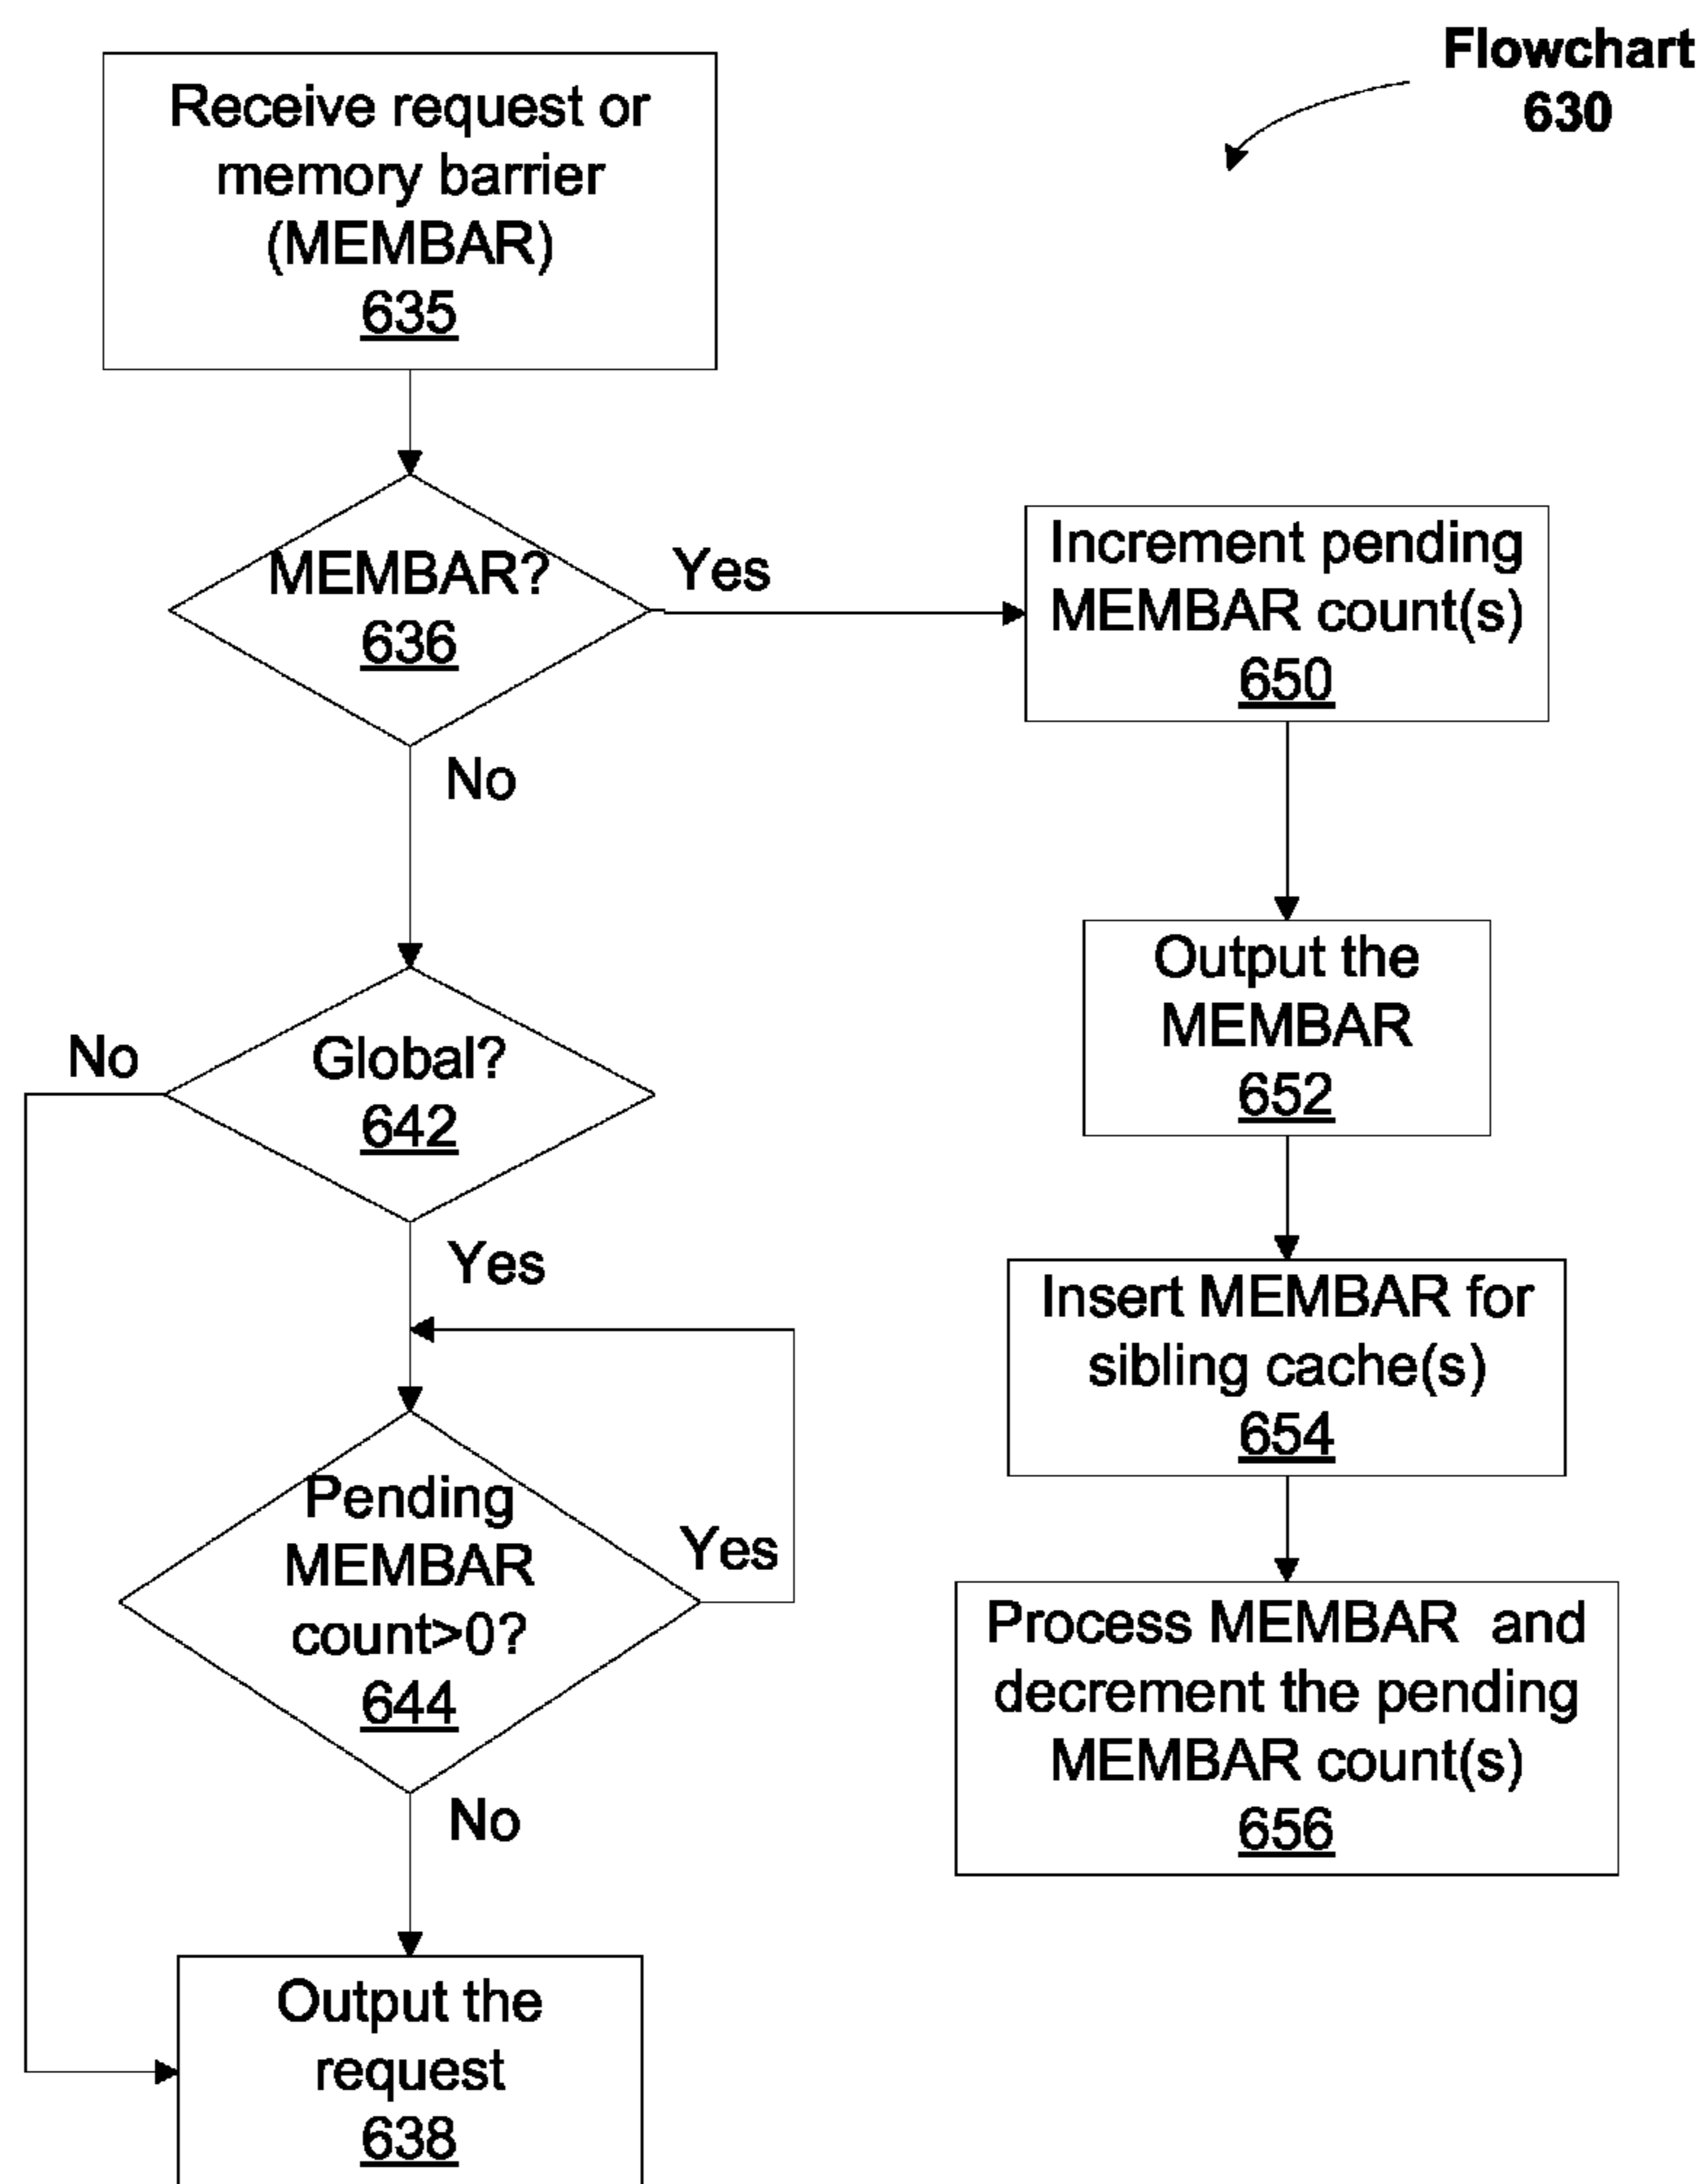 Flowchart
630
Receive request or
memory barrier
(MEMBAR)
635
MEMBAR?
636
Yes
No
Increment pending
MEMBAR count(s)
650
Output the
MEMBAR
652
Global?
642
No
Yes
Insert MEMBAR for
sibling cache(s)
654
Pending
MEMBAR
count>0?
644
Yes
No
Process MEMBAR and
decrement the pending
MEMBAR count(s)
656
Output the
request
638